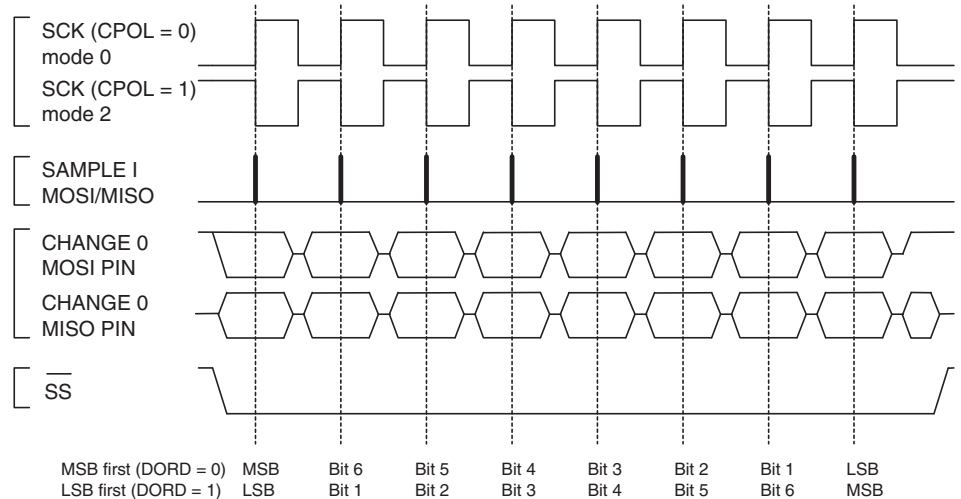 SCK (CPOL = 0)
mode 0
SCK (CPOL = 1)
mode 2
SAMPLE I
MOSI/MISO
CHANGE 0
MOSI PIN
CHANGE 0
MISO PIN
SS
MSB first (DORD = 0) MSB Bit 6 Bit 5 Bit 4 Bit 3 Bit 2 Bit 1 LSB
LSB first (DORD = 1) LSB Bit 1 Bit 2 Bit 3 Bit 4 Bit 5 Bit 6 MSB